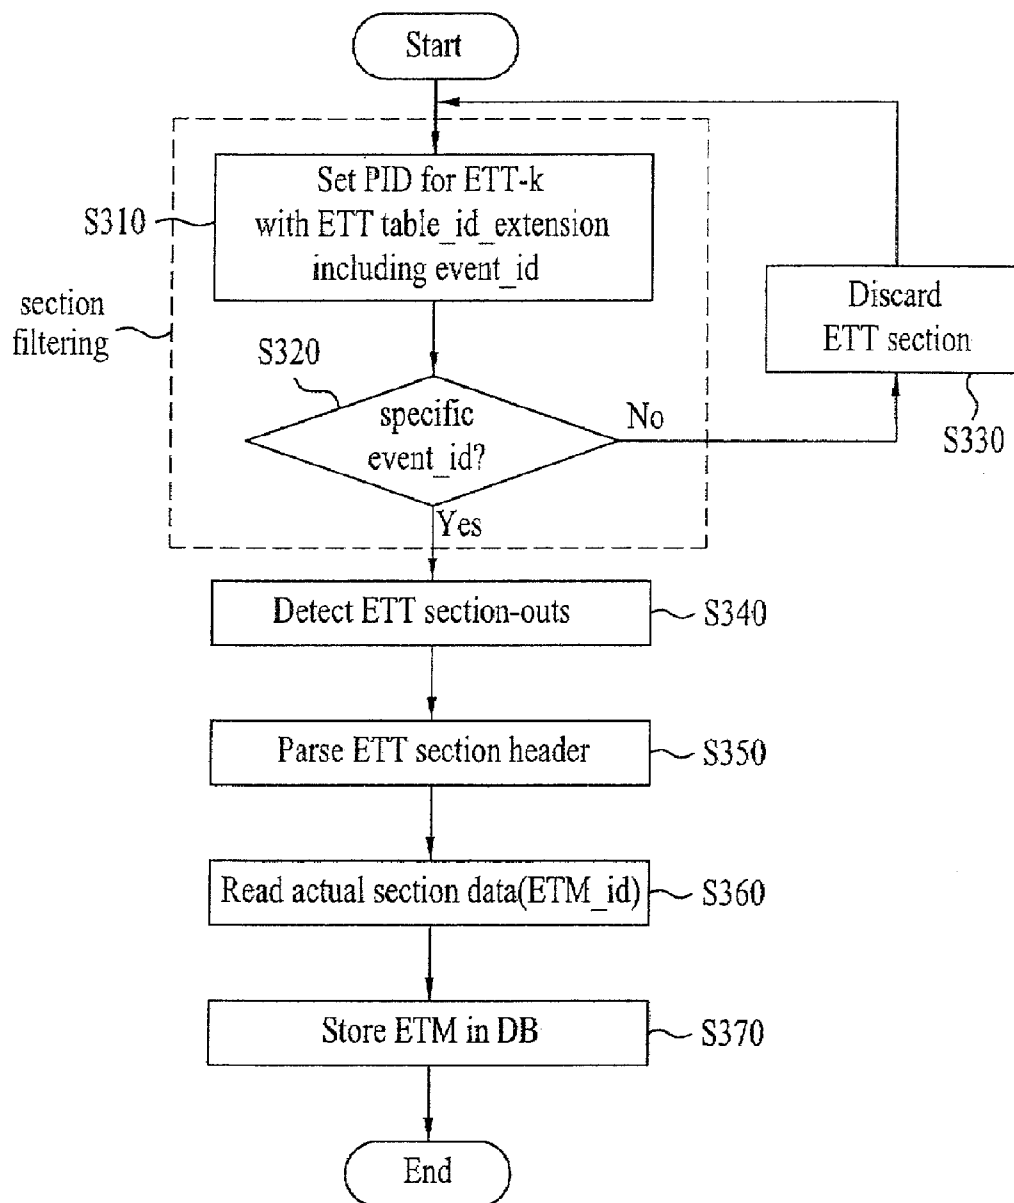 Start
Set PID for ETT-k
with ETT table_id_extension
including event_id
S310
section
filtering
Discard
ETT section
S330
S320
specific
event_id?
No
Yes
Detect ETT section-outs
S340
Parse ETT section header
S350
Read actual section data(ETM_id)
S360
Store ETM in DB
S370
End